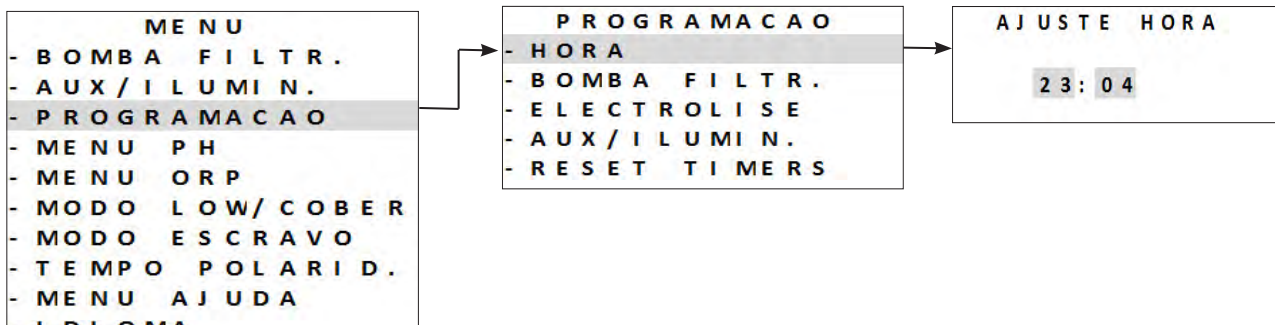 MENU
- BOMBA FILTR.
- AUX/ILUMIN.
- PROGRAMACAO
- MENU PH
- MENU ORP
- MODO LOW/COBER
- MODO ESCRAVO
- TEMPO POLARID.
- MENU AJUDA
- IDIOMA
PROGRAMACAO
- HORA
- BOMBA FILTR.
- ELECTROLISE
- AUX/ILUMIN.
- RESET TIMERS
AJUSTE HORA
23:04